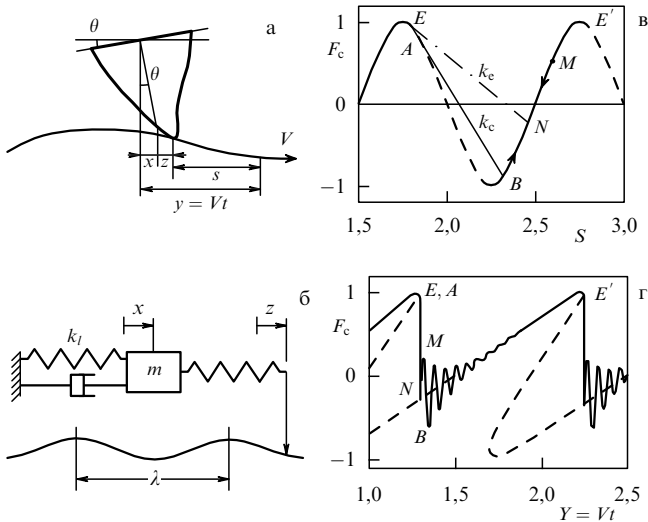 а
θ
θ
V
x
z
s
y = Vt
в
F_c
1
0
−1
E
A
E′
k_e
M
k_c
N
B
1,5
2,0
2,5
3,0
S
б
x
z
k_l
m
λ
г
F_c
1
0
−1
E, A
E′
M
N
B
1,0
1,5
2,0
2,5
Y = Vt